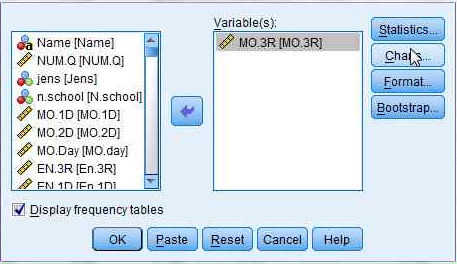 Variable(s):
Name [Name]
NUM.Q [NUM.Q]
jens [Jens]
n.school [N.school]
MO.1D [MO.1D]
MO.2D [MO.2D]
MO.Day [MO.day]
EN.3R [En.3R]
EN.1D [En.1D]
MO.3R [MO.3R]
Statistics...
Charts...
Format...
Bootstrap...
Display frequency tables
OK
Paste
Reset
Cancel
Help